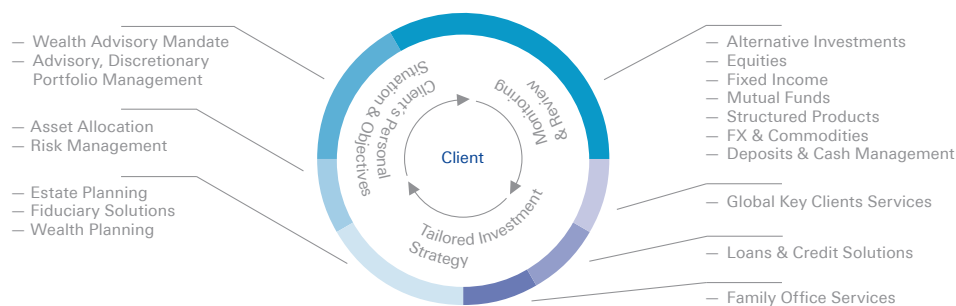 — Wealth Advisory Mandate
— Advisory, Discretionary
Portfolio Management
— Asset Allocation
— Risk Management
— Estate Planning
— Fiduciary Solutions
— Wealth Planning
Client's Personal
Situation & Objectives
Monitoring
& Review
Client
Tailored Investment
Strategy
— Alternative Investments
— Equities
— Fixed Income
— Mutual Funds
— Structured Products
— FX & Commodities
— Deposits & Cash Management
— Global Key Clients Services
— Loans & Credit Solutions
— Family Office Services